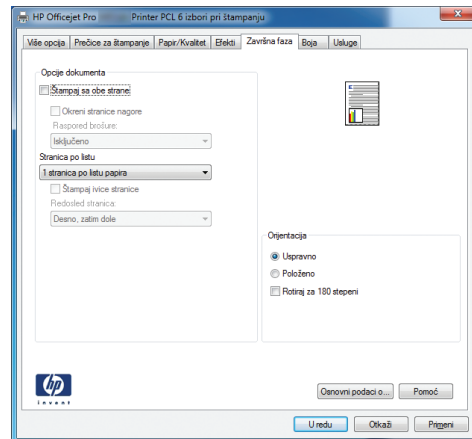 HP Officejet Pro Printer PCL 6 izbori pri štampanju
Više opcija Prečice za štampanje Papir/Kvalitet Efekti Završna faza Boja Usluge
Opcije dokumenta
Štampaj sa obe strane
Okreni stranice nagore
Raspored brošure:
Isključeno
Stranica po listu
1 stranica po listu papira
Štampaj ivice stranice
Redosled stranica:
Desno, zatim dole
Orijentacija
Uspravno
Položeno
Rotiraj za 180 stepeni
hp
invent
Osnovni podaci o... Pomoć
U redu Otkaži Primeni